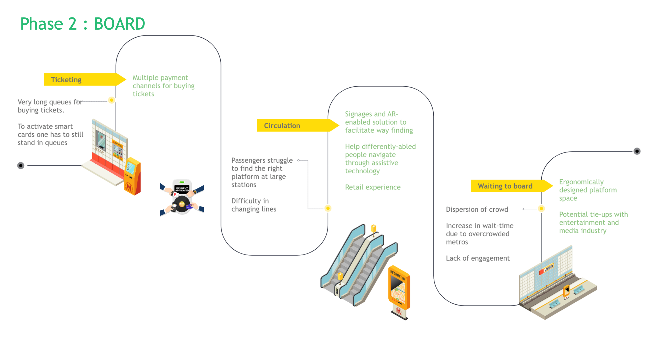 Phase 2 : BOARD
Ticketing
Multiple payment
channels for buying
tickets
Very long queues for
buying tickets.
To activate smart
cards one has to still
stand in queues
Circulation
Signages and AR-
enabled solution to
facilitate way finding
Help differently-abled
people navigate
through assistive
technology
Retail experience
Passengers struggle
to find the right
platform at large
stations
Difficulty in
changing lines
Waiting to board
Ergonomically
designed platform
space
Potential tie-ups with
entertainment and
media industry
Dispersion of crowd
Increase in wait-time
due to overcrowded
metros
Lack of engagement